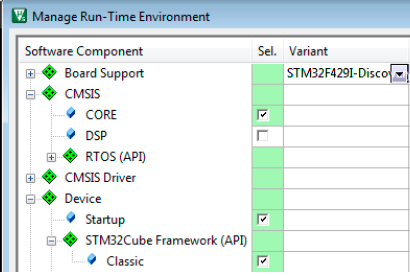 Manage Run-Time Environment
Software Component Sel. Variant
Board Support STM32F429I-Discov
CMSIS
CORE
DSP
RTOS (API)
CMSIS Driver
Device
Startup
STM32Cube Framework (API)
Classic